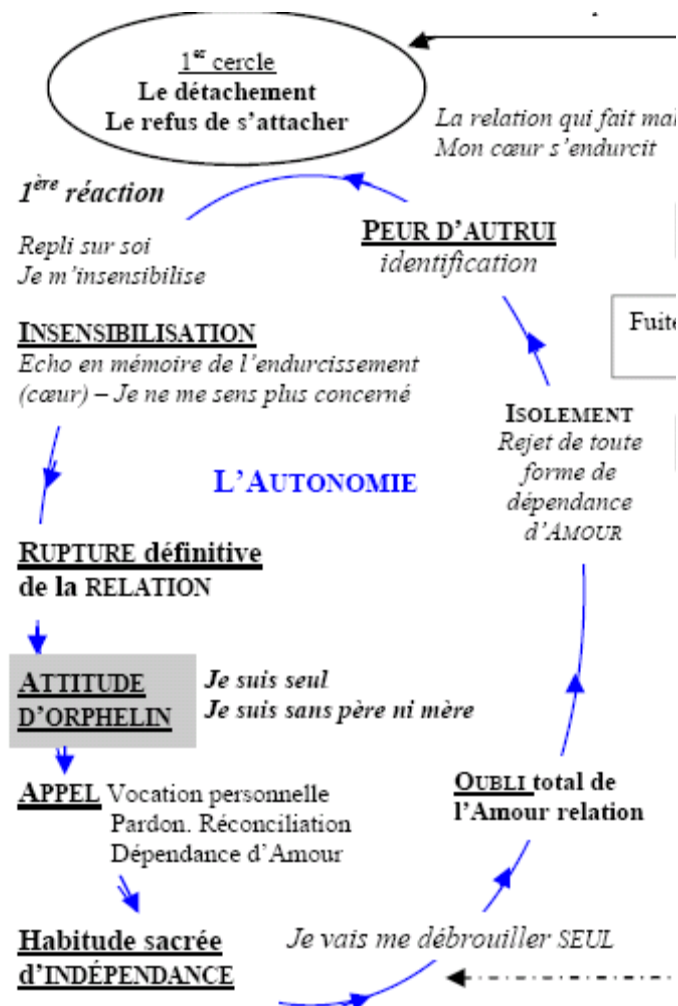 1er cercle
Le détachement
Le refus de s'attacher
La relation qui fait mal
Mon cœur s'endurcit
1ère réaction
Repli sur soi
Je m'insensibilise
PEUR D'AUTRUI
identification
INSENSIBILISATION
Echo en mémoire de l'endurcissement
(cœur) – Je ne me sens plus concerné
Fuite
ISOLEMENT
Rejet de toute
forme de
dépendance
d'AMOUR
L'AUTONOMIE
RUPTURE définitive
de la RELATION
ATTITUDE
D'ORPHELIN
Je suis seul
Je suis sans père ni mère
APPEL Vocation personnelle
Pardon. Réconciliation
Dépendance d'Amour
OUBLI total de
l'Amour relation
Habitude sacrée
d'INDÉPENDANCE
Je vais me débrouiller SEUL